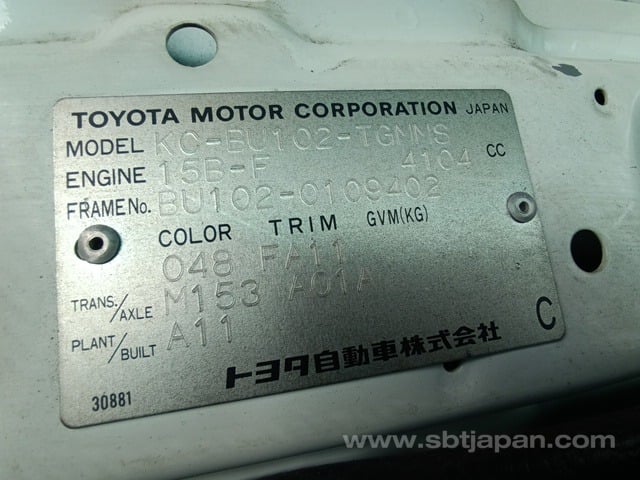 TOYOTA MOTOR CORPORATION JAPAN
MODEL KC-BU102-TGMMS
ENGINE 15B-F 4104 CC
FRAME No. BU102-0109402
COLOR TRIM GVM(KG)
048 FA11
TRANS./AXLE M153 A01A
PLANT/BUILT A11
C
トヨタ自動車株式会社
30881
www.sbtjapan.com